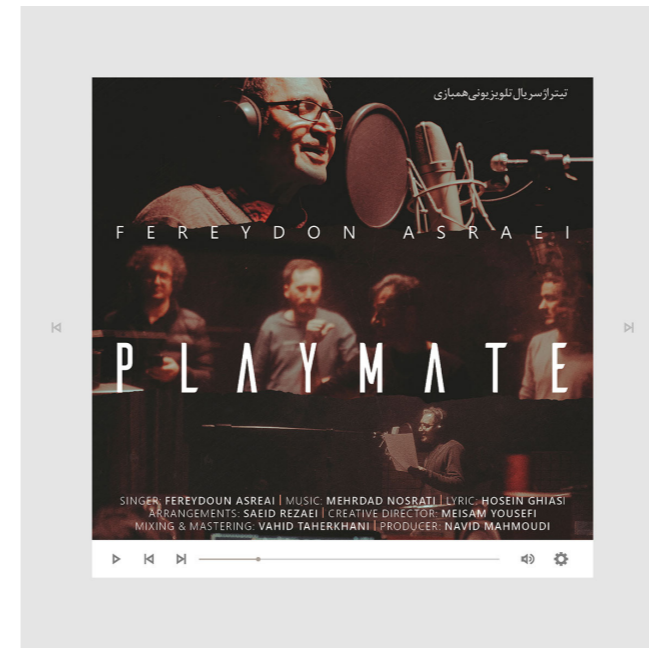 تیتراژ سریال تلویزیونی همبازی
FEREYDON ASRAEI
PLAYMATE
SINGER: FEREYDOUN ASREAI | MUSIC: MEHRDAD NOSRATI | LYRIC: HOSEIN GHIASI
ARRANGEMENTS: SAEID REZAEI | CREATIVE DIRECTOR: MEISAM YOUSEFI
MIXING & MASTERING: VAHID TAHERKHANI | PRODUCER: NAVID MAHMOUDI